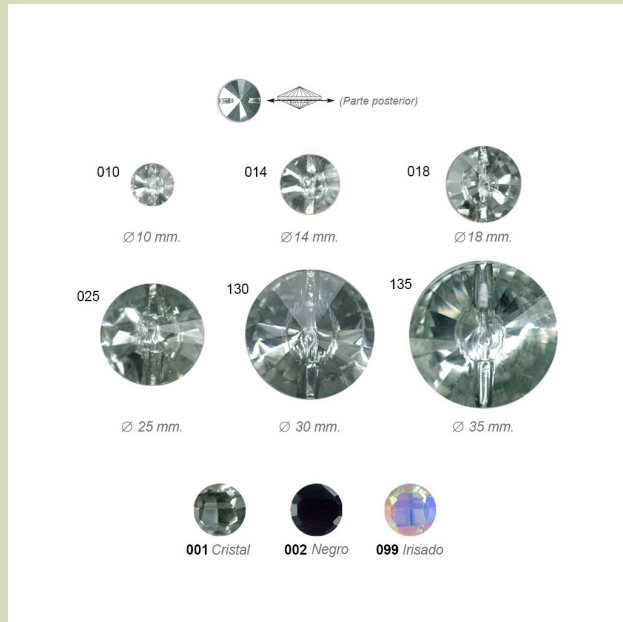 (Parte posterior)
010 014 018
∅10 mm. ∅14 mm. ∅18 mm.
025 130 135
∅ 25 mm. ∅ 30 mm. ∅ 35 mm.
001 Cristal 002 Negro 099 Irisado